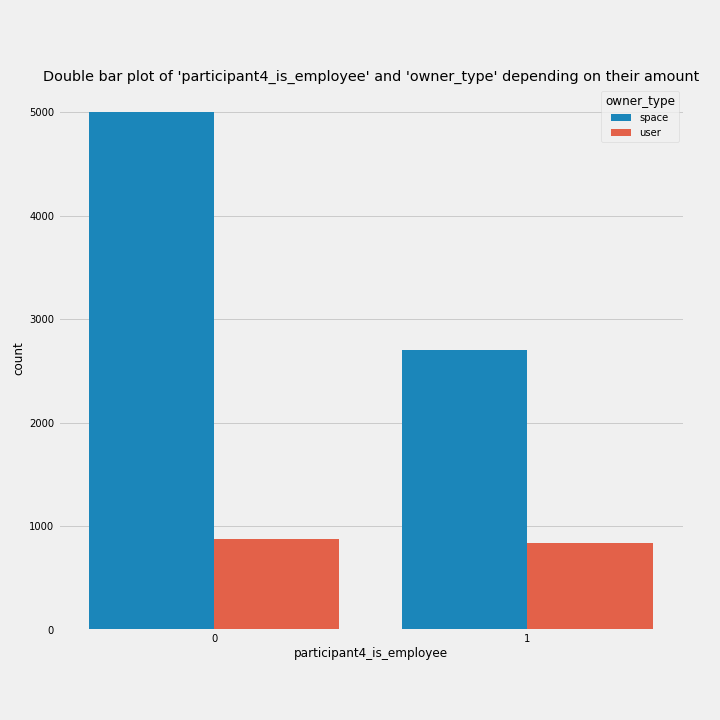 Double bar plot of 'participant4_is_employee' and 'owner_type' depending on their amount
owner_type
space
user
5000
4000
3000
2000
1000
0
count
0
1
participant4_is_employee